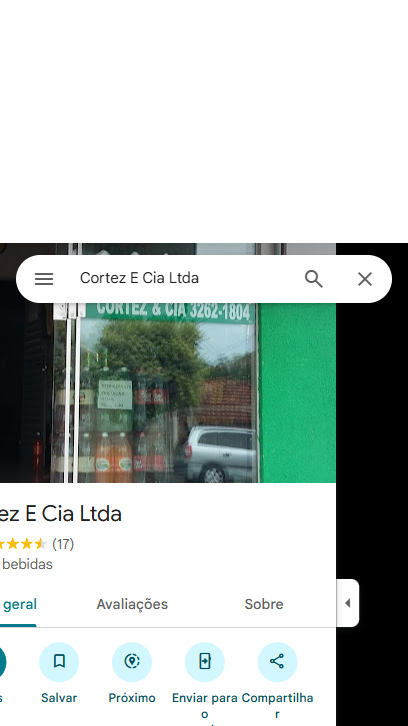 Cortez E Cia Ltda
CORTEZ & CIA 3262-1804
ez E Cia Ltda
(17)
bebidas
geral
Avaliações
Sobre
s
Salvar
Próximo
Enviar para
o
Compartilha
r